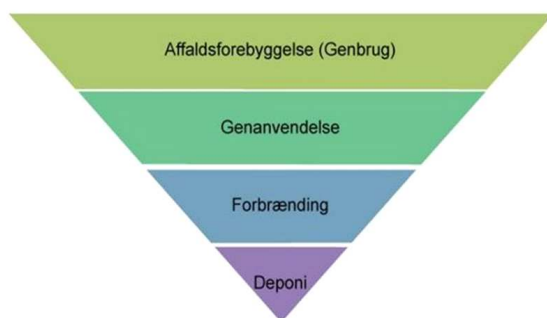 Affaldsforebyggelse (Genbrug)
Genanvendelse
Forbrænding
Deponi